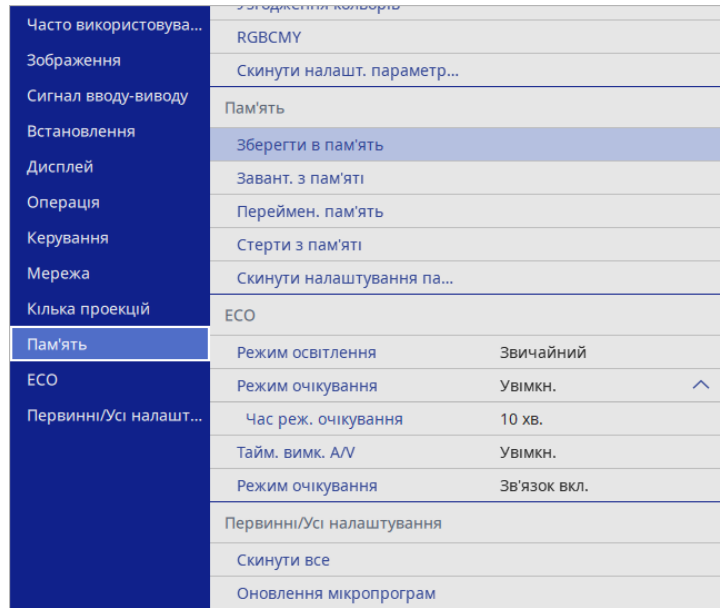 Часто використовува...
Зображення
Сигнал вводу-виводу
Встановлення
Дисплей
Операція
Керування
Мережа
Кілька проекцій
Пам'ять
ECO
Первинні/Усі налашт...
Узгодження кольорів
RGBCMY
Скинути налашт. параметр...
Пам'ять
Зберегти в пам'ять
Завант. з пам'яті
Переймен. пам'ять
Стерти з пам'яті
Скинути налаштування па...
ECO
Режим освітлення Звичайний
Режим очікування Увімкн.
Час реж. очікування 10 хв.
Тайм. вимк. A/V Увімкн.
Режим очікування Зв'язок вкл.
Первинні/Усі налаштування
Скинути все
Оновлення мікропрограм